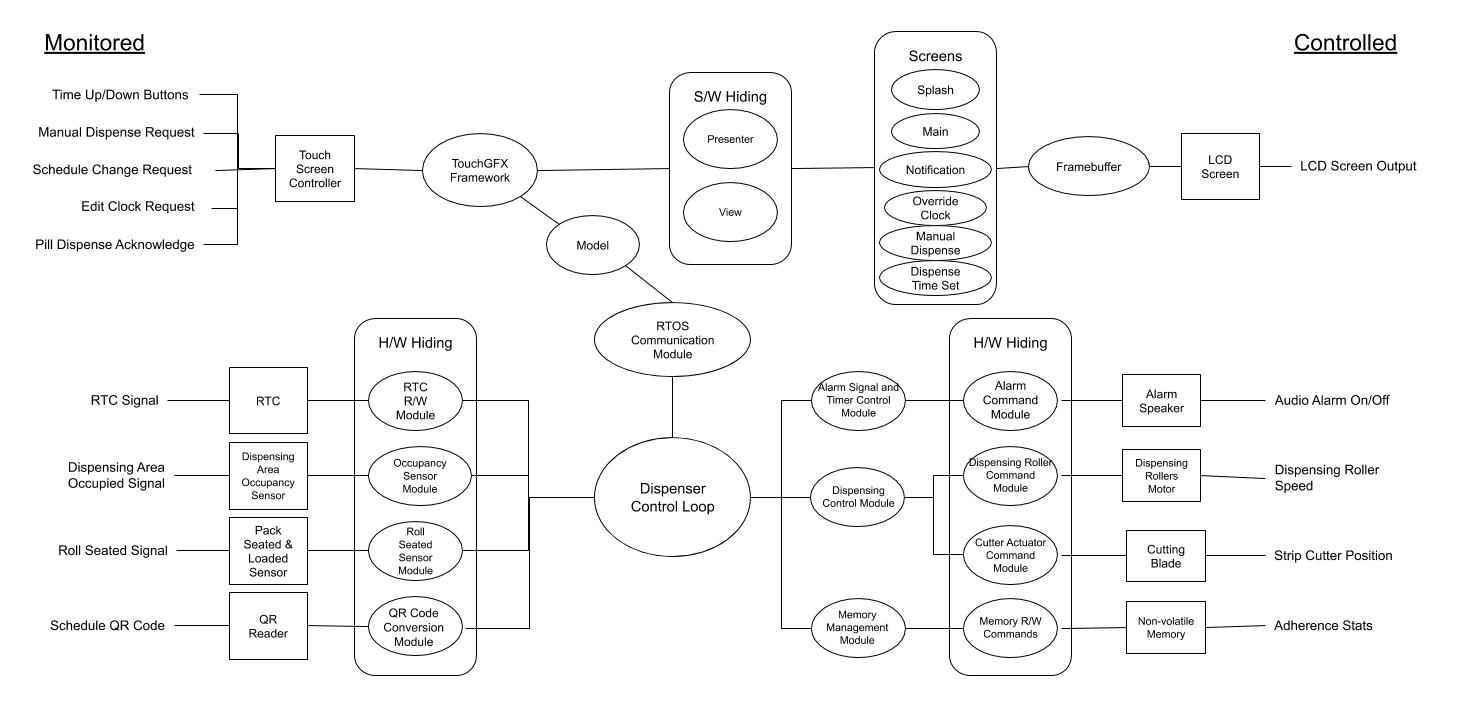 Monitored
Controlled
Time Up/Down Buttons
Manual Dispense Request
Schedule Change Request
Edit Clock Request
Pill Dispense Acknowledge
Touch
Screen
Controller
TouchGFX
Framework
Model
S/W Hiding
Presenter
View
Screens
Splash
Main
Notification
Override
Clock
Manual
Dispense
Dispense
Time Set
Framebuffer
LCD
Screen
LCD Screen Output
RTOS
Communication
Module
RTC Signal
Dispensing Area
Occupied Signal
Roll Seated Signal
Schedule QR Code
RTC
Dispensing
Area
Occupancy
Sensor
Pack
Seated &
Loaded
Sensor
QR
Reader
H/W Hiding
RTC
R/W
Module
Occupancy
Sensor
Module
Roll
Seated
Sensor
Module
QR Code
Conversion
Module
Dispenser
Control Loop
Alarm Signal and
Timer Control
Module
Dispensing
Control Module
Memory
Management
Module
H/W Hiding
Alarm
Command
Module
Dispensing Roller
Command
Module
Cutter Actuator
Command
Module
Memory R/W
Commands
Alarm
Speaker
Dispensing
Rollers
Motor
Cutting
Blade
Non-volatile
Memory
Audio Alarm On/Off
Dispensing Roller
Speed
Strip Cutter Position
Adherence Stats